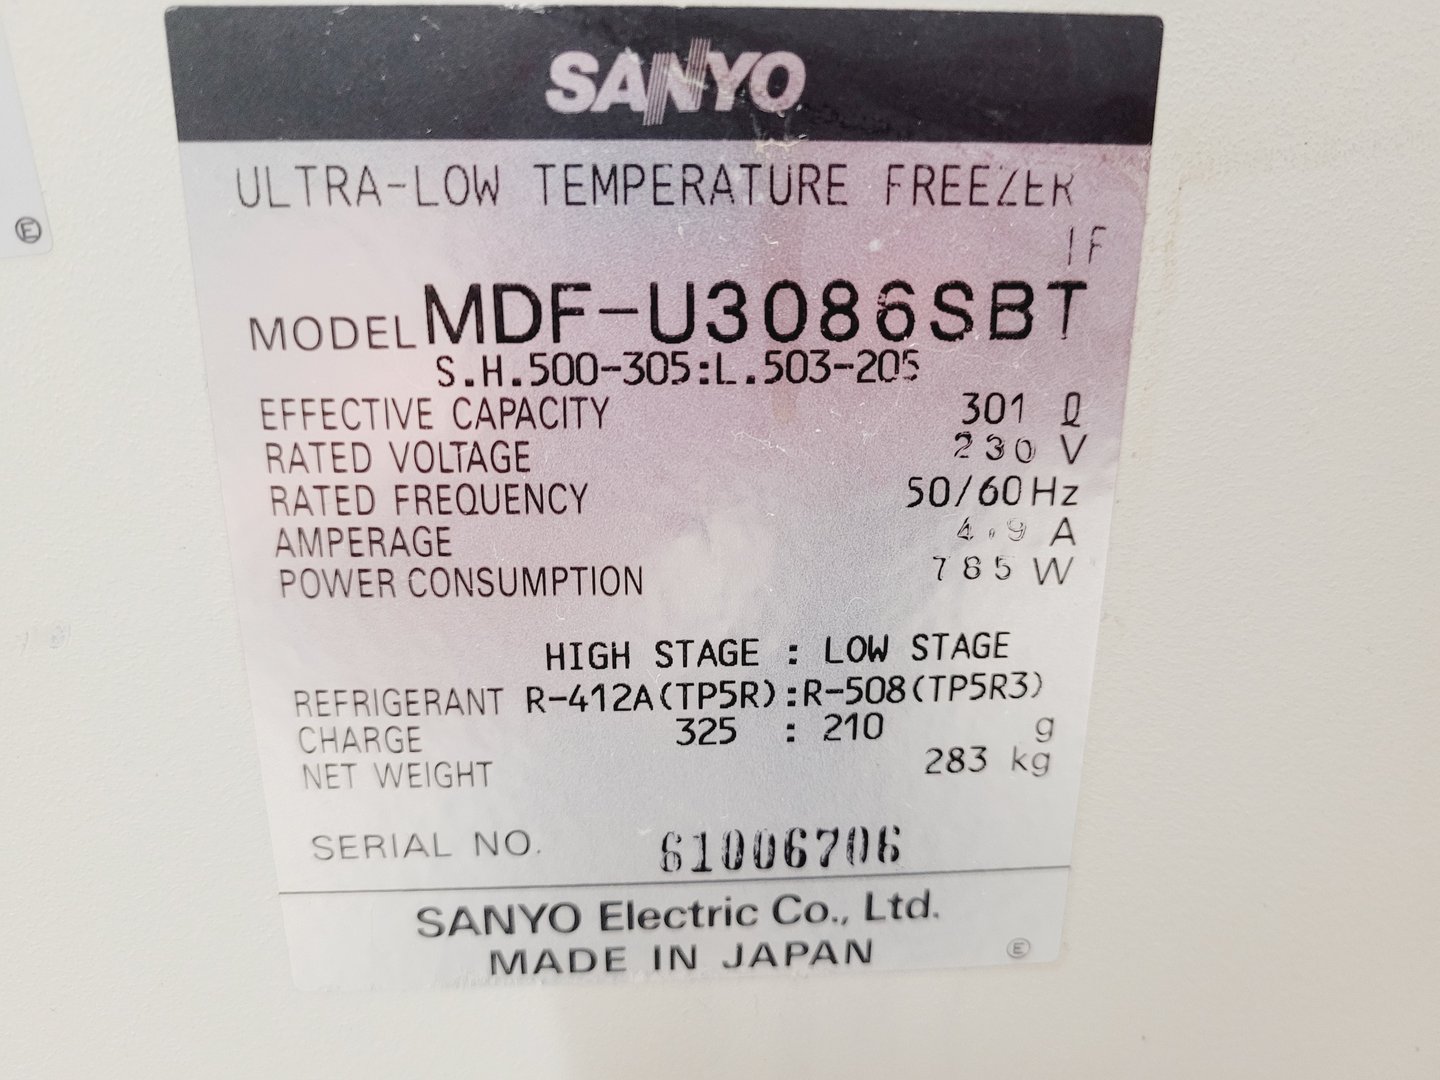 SANYO
ULTRA-LOW TEMPERATURE FREEZER
IF
MODEL MDF-U3086SBT
S.H.500-305:L.503-205
EFFECTIVE CAPACITY 301 ℓ
RATED VOLTAGE 230 V
RATED FREQUENCY 50/60Hz
AMPERAGE 4.9 A
POWER CONSUMPTION 785 W
HIGH STAGE : LOW STAGE
REFRIGERANT R-412A(TP5R):R-508(TP5R3)
CHARGE 325 : 210 g
NET WEIGHT 283 kg
SERIAL NO. 61006706
SANYO Electric Co., Ltd.
MADE IN JAPAN
Ⓔ
Ⓔ